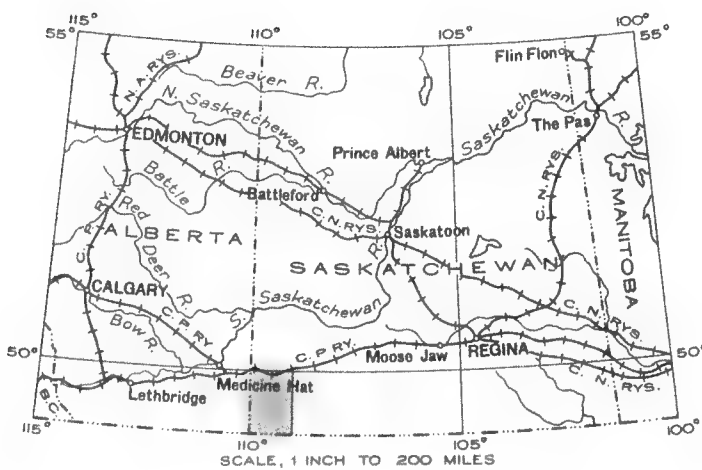 115° 110° 105° 100°
55° 55°
Flin Flon
N.A. RYS.
Beaver R.
N. Saskatchewan R.
Saskatchewan R.
EDMONTON
The Pas
Prince Albert
Battle R.
Battleford
C.N. RYS.
C.N. RYS.
MANITOBA
C.P. RY.
Red Deer R.
Saskatoon
ALBERTA
R.
SASKATCHEWAN
CALGARY
S. Saskatchewan
C.P. RY
Bow R.
C.N. RYS
C.P. RY.
50° 50°
Moose Jaw
REGINA
Medicine Hat
C.N. RYS.
Lethbridge
B.C.
115° 110° 105° 100°
SCALE, 1 INCH TO 200 MILES